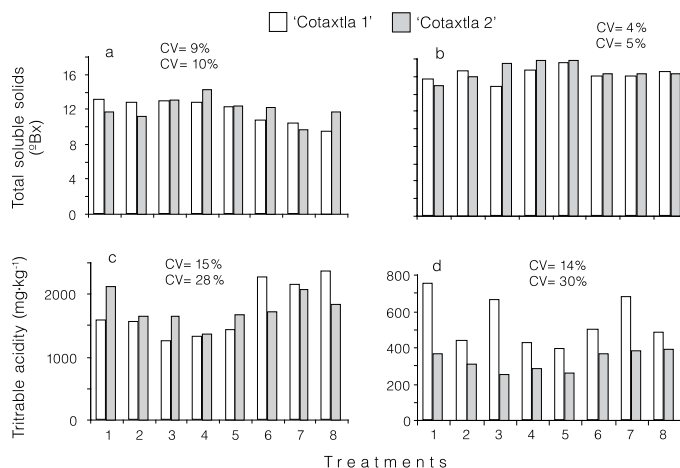 ‘Cotaxtla 1’ ‘Cotaxtla 2’
a
CV= 9%
CV= 10%
b
CV= 4%
CV= 5%
Total soluble solids
(ºBx)
16
12
8
4
0
c
CV= 15%
CV= 28%
d
CV= 14%
CV= 30%
Tritrable acidity (mg·kg⁻¹)
2000
1000
0
800
600
400
200
0
1 2 3 4 5 6 7 8
1 2 3 4 5 6 7 8
Treatments